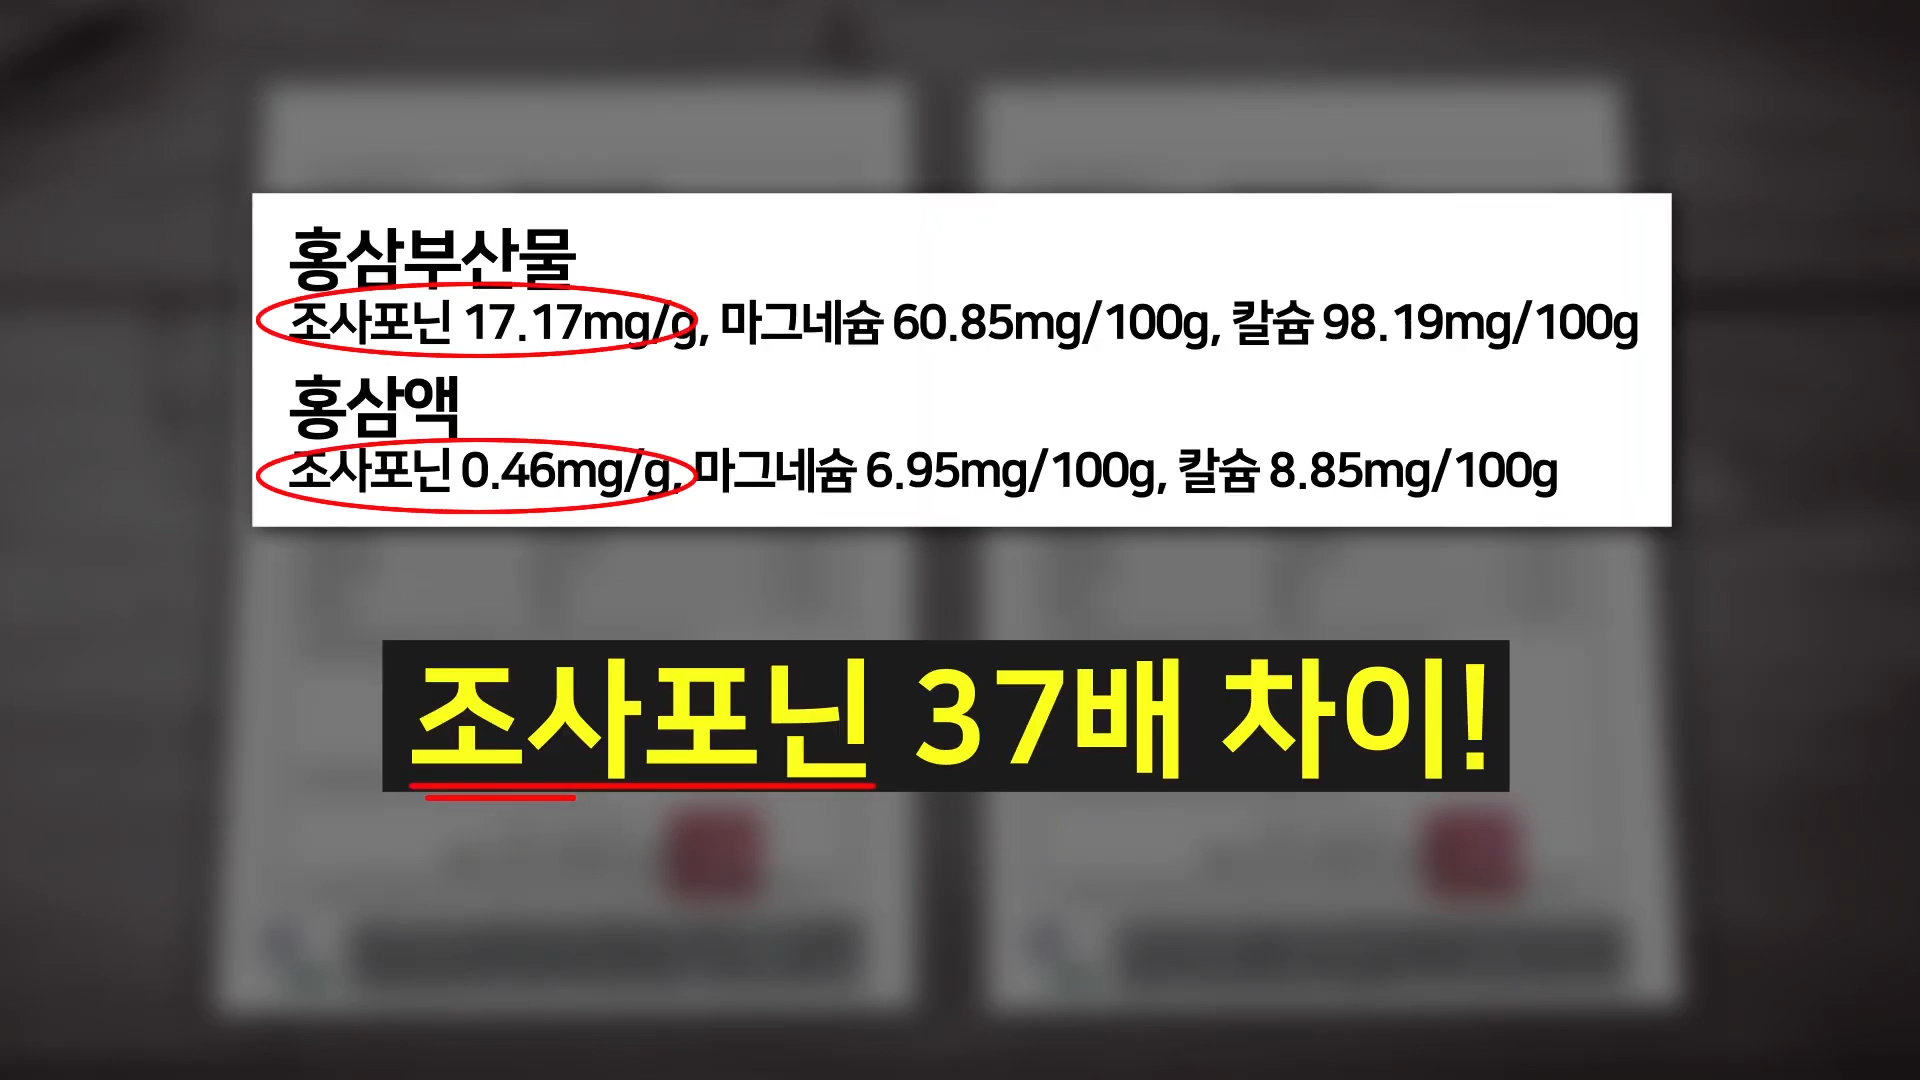 홍삼부산물
조사포닌 17.17mg/g, 마그네슘 60.85mg/100g, 칼슘 98.19mg/100g
홍삼액
조사포닌 0.46mg/g, 마그네슘 6.95mg/100g, 칼슘 8.85mg/100g
조사포닌 37배 차이!